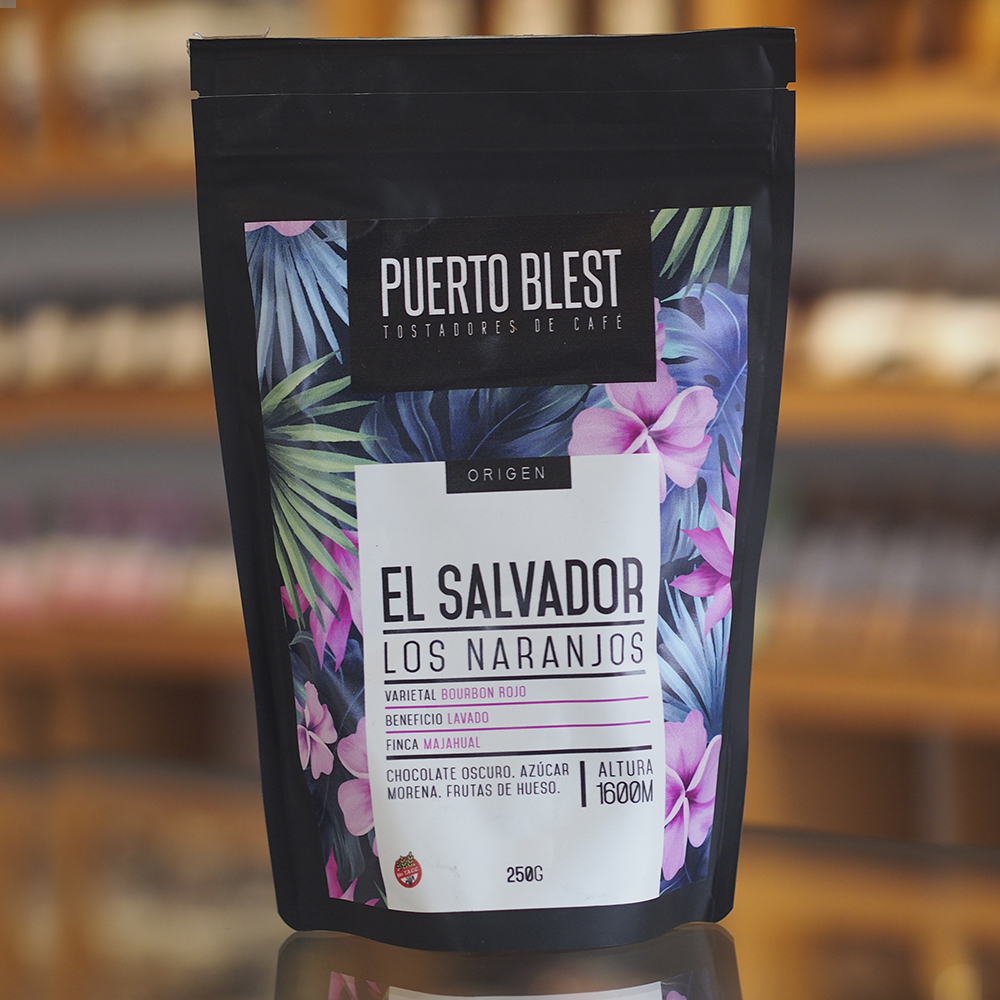 PUERTO BLEST
TOSTADORES DE CAFÉ
ORIGEN
EL SALVADOR
LOS NARANJOS
VARIETAL BOURBON ROJO
BENEFICIO LAVADO
FINCA MAJAHUAL
CHOCOLATE OSCURO, AZÚCAR
MORENA, FRUTAS DE HUESO.
ALTURA
1600M
SIN T.A.C.C.
250G